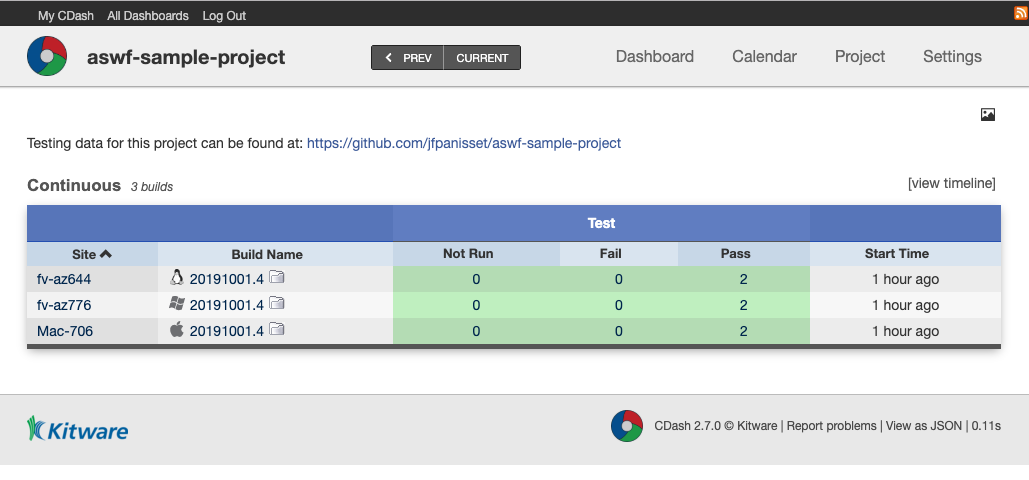 My CDash All Dashboards Log Out
aswf-sample-project PREV CURRENT Dashboard Calendar Project Settings
Testing data for this project can be found at: https://github.com/jfpanisset/aswf-sample-project
Continuous 3 builds [view timeline]
Test
Site Build Name Not Run Fail Pass Start Time
fv-az644 20191001.4 0 0 2 1 hour ago
fv-az776 20191001.4 0 0 2 1 hour ago
Mac-706 20191001.4 0 0 2 1 hour ago
Kitware CDash 2.7.0 © Kitware | Report problems | View as JSON | 0.11s